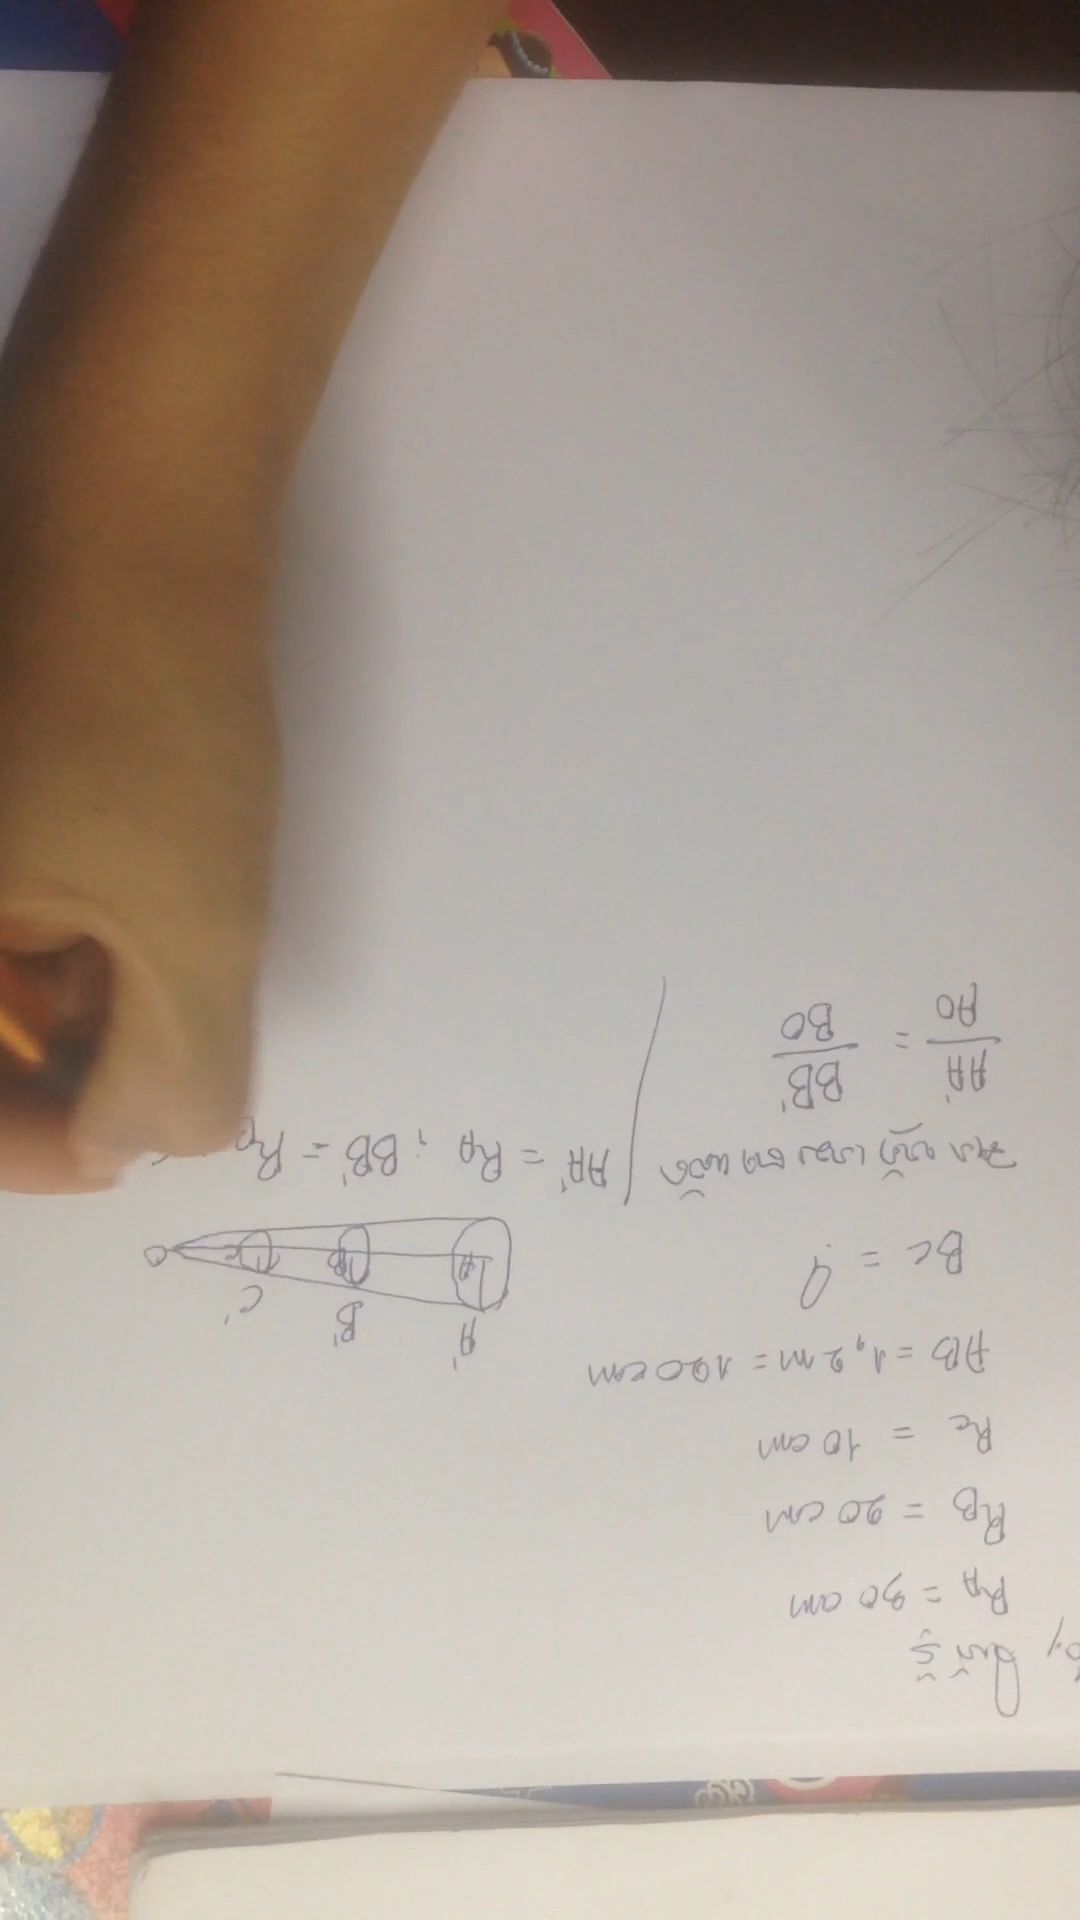 R_A = 30 cm
R_B = 20 cm
R_C = 10 cm
AB = 1,2 m = 120 cm
BC = ?
A' B' C'
A B C O
AA' = R_A ; BB' = R
AA'/AO = BB'/BO